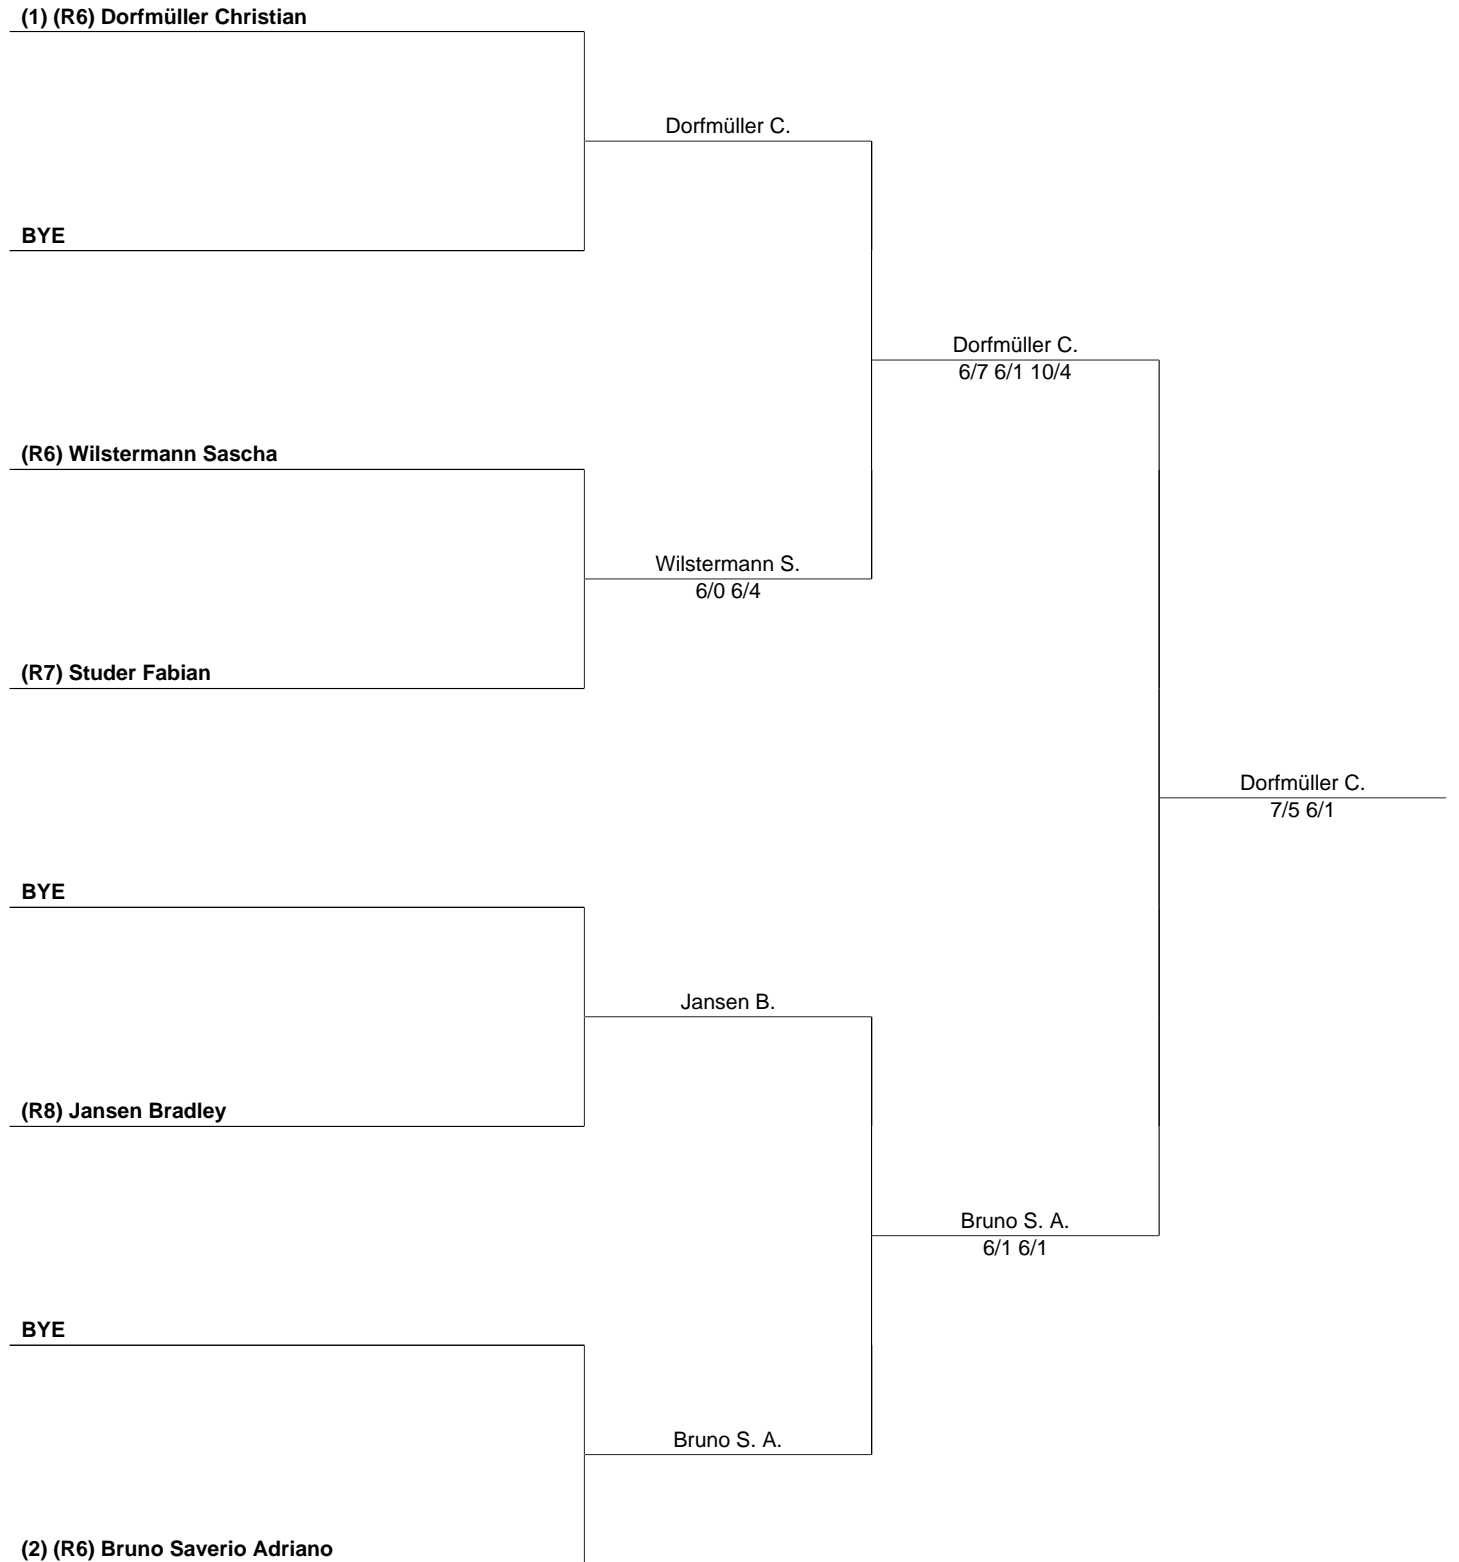 (1) (R6) Dorfmüller Christian
Dorfmüller C.
BYE
Dorfmüller C.
6/7 6/1 10/4
(R6) Wilstermann Sascha
Wilstermann S.
6/0 6/4
(R7) Studer Fabian
Dorfmüller C.
7/5 6/1
BYE
Jansen B.
(R8) Jansen Bradley
Bruno S. A.
6/1 6/1
BYE
Bruno S. A.
(2) (R6) Bruno Saverio Adriano